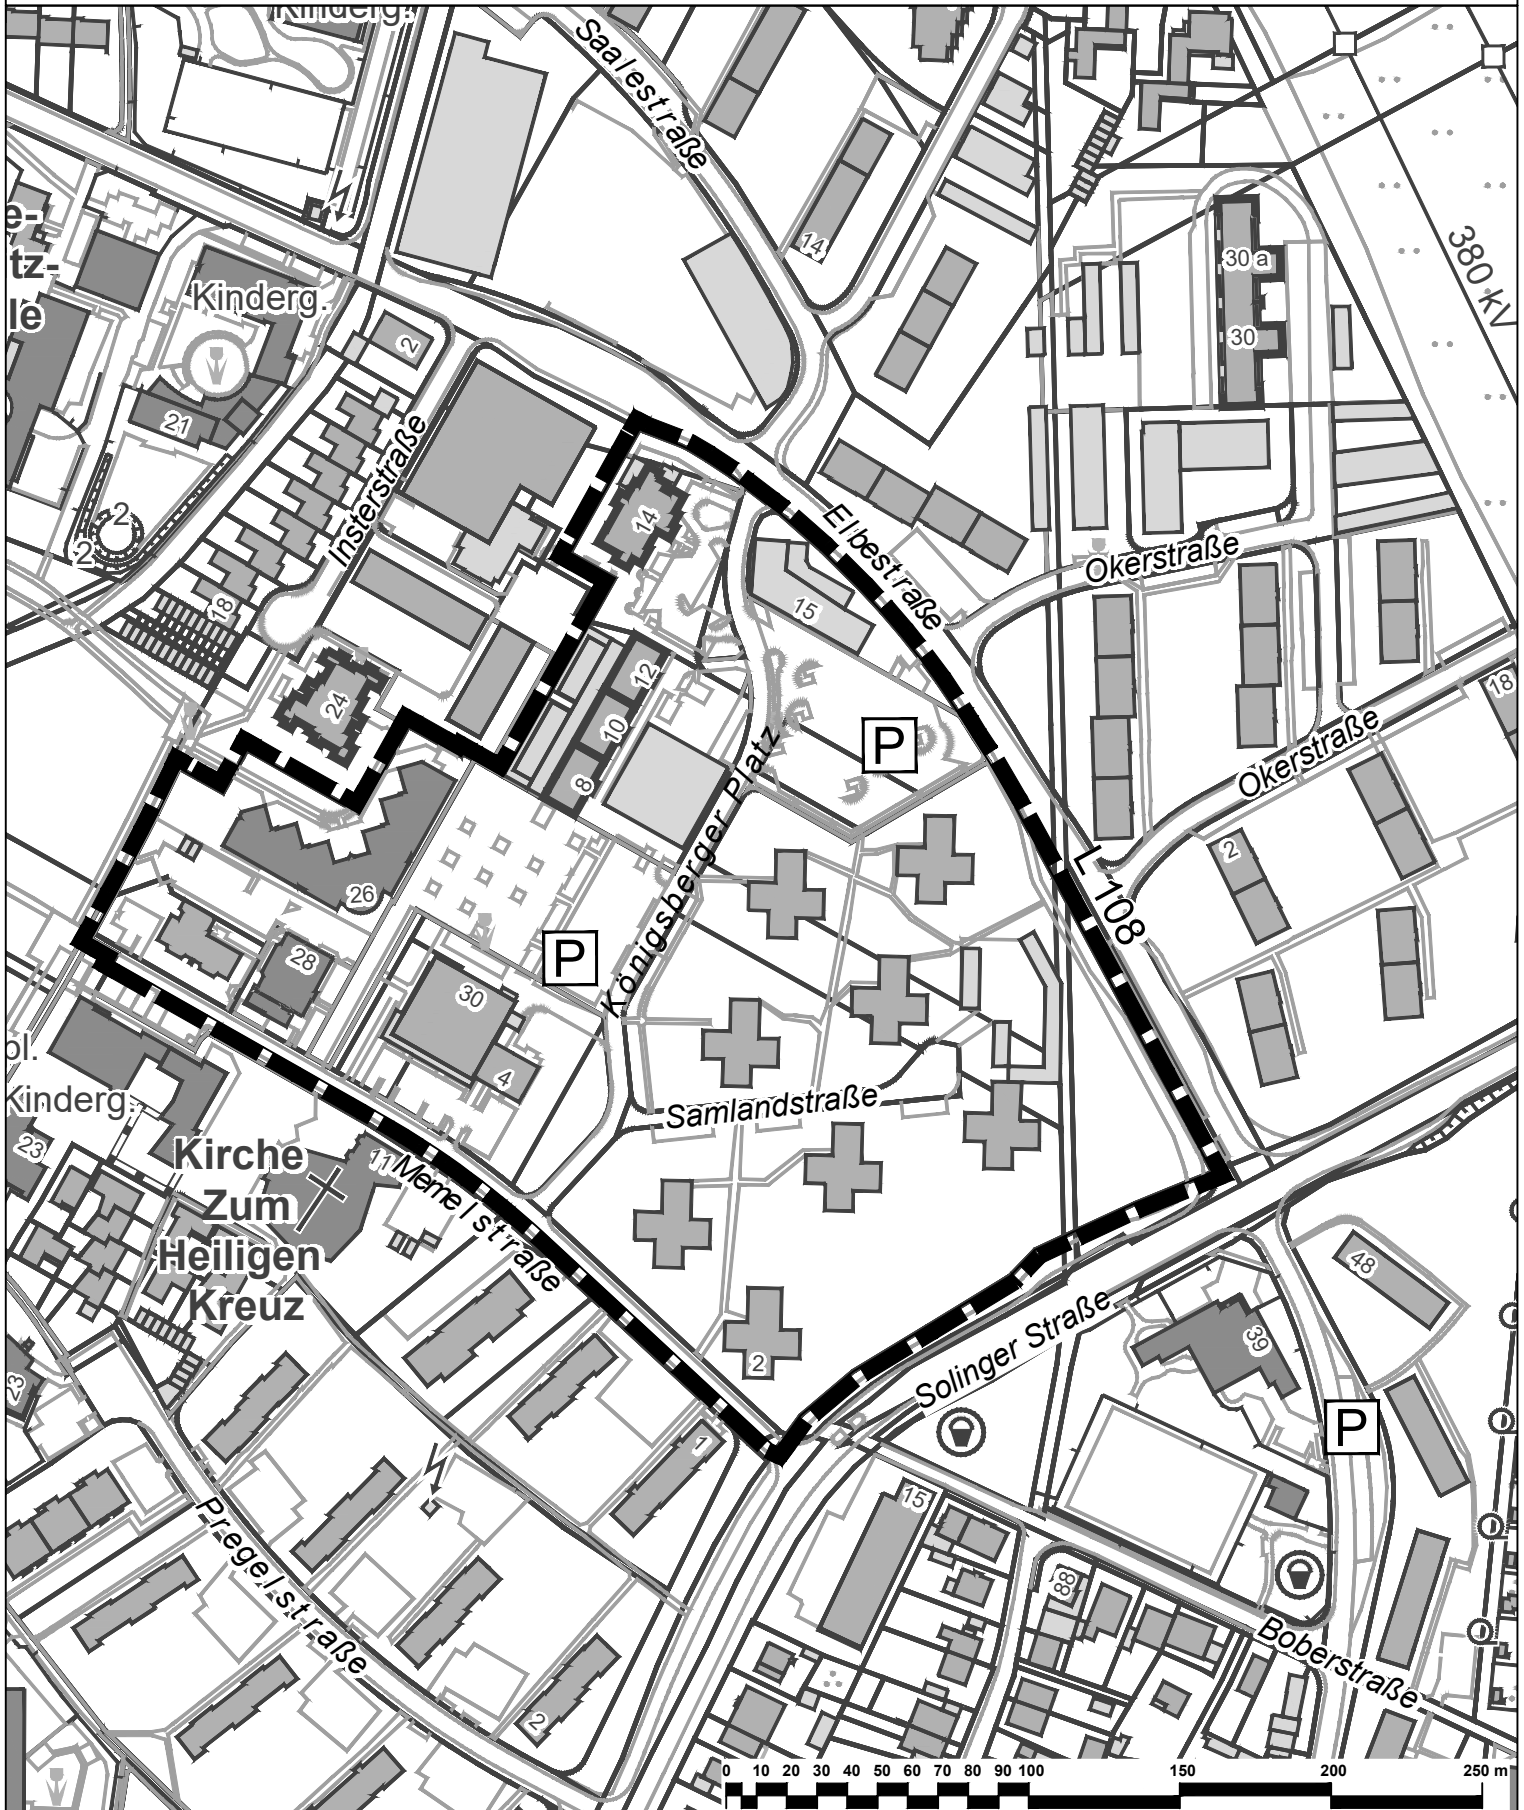 Kinderg.
Saalestraße
14
e-
tz-
le
Kinderg.
30 a
380 kV
30
2
21
Insterstraße
2
2
14
Elbestraße
Okerstraße
15
18
12
24
10
18
P
8
Okerstraße
Königsberger Platz
2
L 108
26
28
P
30
bl.
4
Kinderg.
Samlandstraße
23
Kirche
Zum
Heiligen
Kreuz
11
Memelstraße
48
39
2
Solinger Straße
23
P
1
15
Pregelstraße
88
Boberstraße
2
0 10 20 30 40 50 60 70 80 90 100 150 200 250 m